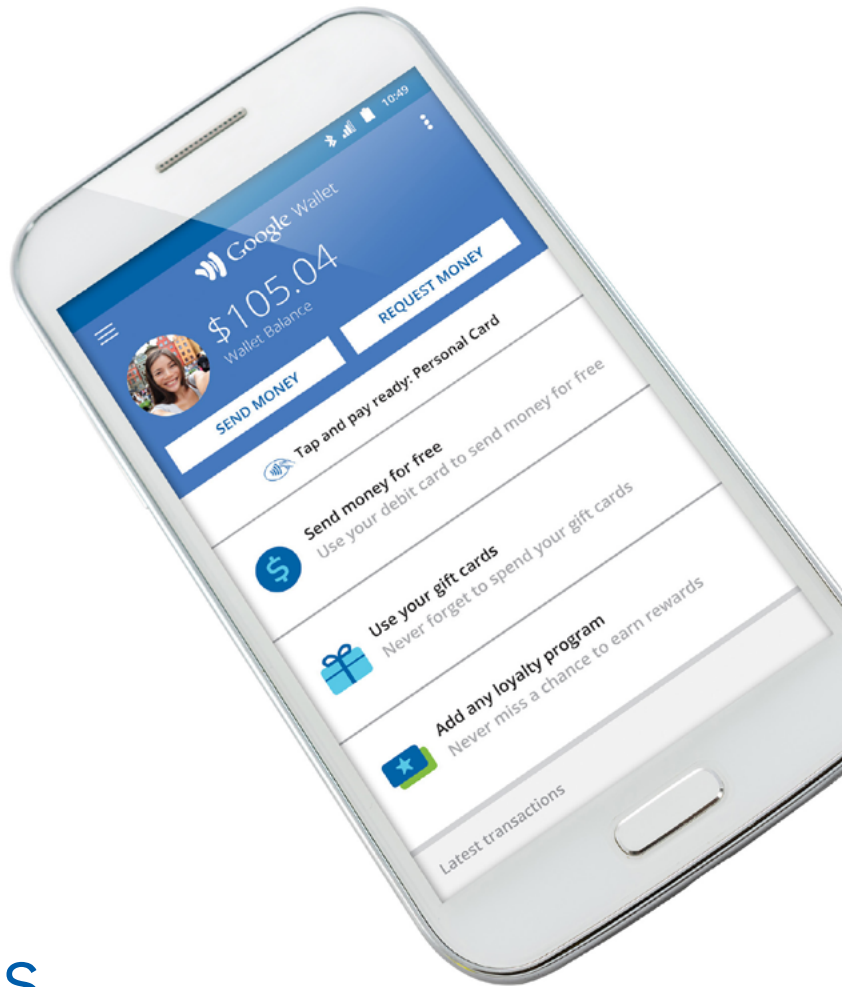 10:49
Google Wallet
$105.04
Wallet Balance
SEND MONEY
REQUEST MONEY
Tap and pay ready: Personal Card
Send money for free
Use your debit card to send money for free
Use your gift cards
Never forget to spend your gift cards
Add any loyalty program
Never miss a chance to earn rewards
Latest transactions
s